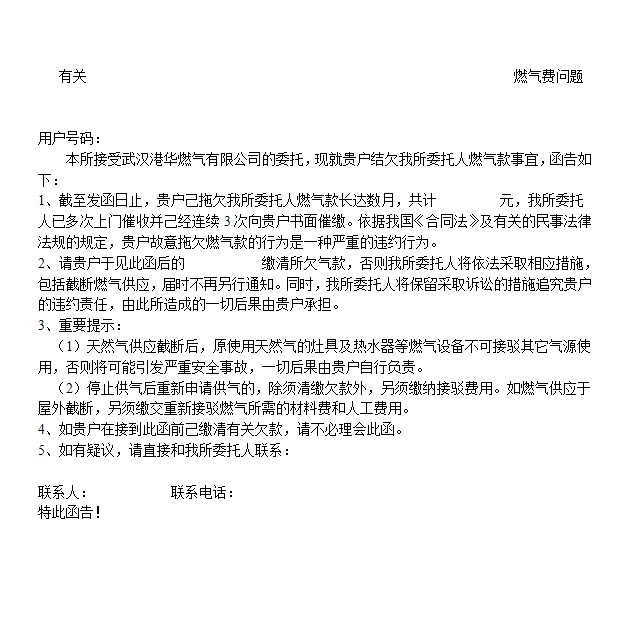 有关 燃气费问题
用户号码：
本所接受武汉港华燃气有限公司的委托，现就贵户结欠我所委托人燃气款事宜，函告如
下：
1、截至发函日止，贵户己拖欠我所委托人燃气款长达数月，共计 元，我所委托
人已多次上门催收并己经连续 3 次向贵户书面催缴。依据我国《合同法》及有关的民事法律
法规的规定，贵户故意拖欠燃气款的行为是一种严重的违约行为。
2、请贵户于见此函后的 缴清所欠气款，否则我所委托人将依法采取相应措施，
包括截断燃气供应，届时不再另行通知。同时，我所委托人将保留采取诉讼的措施追究贵户
的违约责任，由此所造成的一切后果由贵户承担。
3、重要提示：
（1）天然气供应截断后，原使用天然气的灶具及热水器等燃气设备不可接驳其它气源使
用，否则将可能引发严重安全事故，一切后果由贵户自行负责。
（2）停止供气后重新申请供气的，除须清缴欠款外，另须缴纳接驳费用。如燃气供应于
屋外截断，另须缴交重新接驳燃气所需的材料费和人工费用。
4、如贵户在接到此函前己缴清有关欠款，请不必理会此函。
5、如有疑议，请直接和我所委托人联系：
联系人： 联系电话：
特此函告！